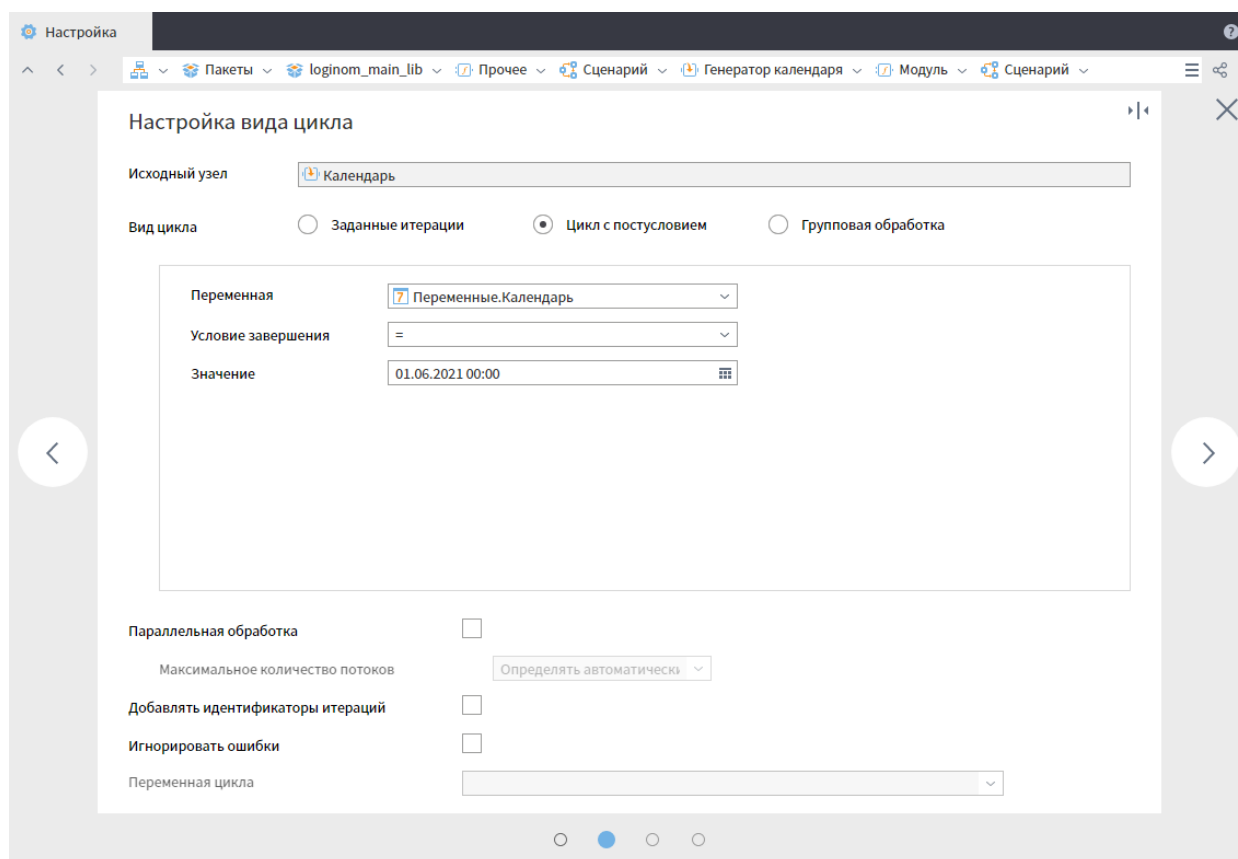 Настройка
Пакеты loginom_main_lib Прочее Сценарий Генератор календаря Модуль Сценарий
Настройка вида цикла
Исходный узел Календарь
Вид цикла Заданные итерации Цикл с постусловием Групповая обработка
Переменная 7 Переменные.Календарь
Условие завершения =
Значение 01.06.2021 00:00
Параллельная обработка
Максимальное количество потоков Определять автоматически
Добавлять идентификаторы итераций
Игнорировать ошибки
Переменная цикла